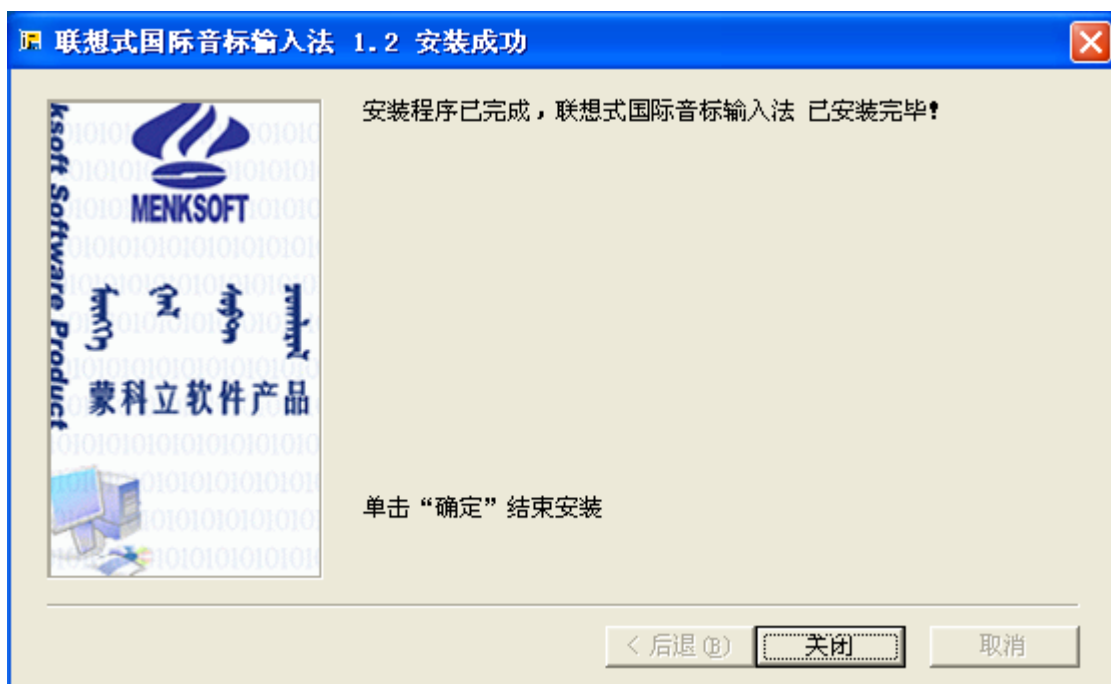 联想式国际音标输入法 1.2 安装成功
安装程序已完成，联想式国际音标输入法 已安装完毕!
ksoft Software Product
MENKSOFT
蒙科立软件产品
单击“确定”结束安装
< 后退(B)
关闭
取消